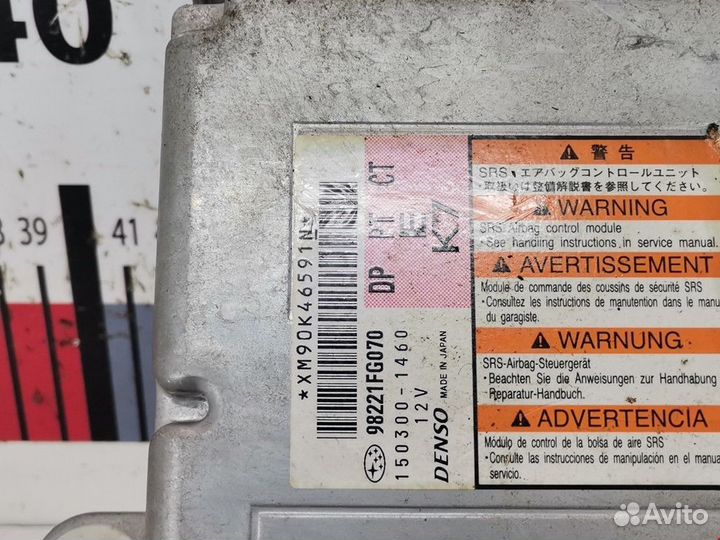 40
39
41
4
*XM90K46591N*
98221FG070
150300-1460
12V
DENSO MADE IN JAPAN
DP PT CT
E
K7
警告
SRS-エアバッグコントロールユニット
・取扱いは整備解説書を参照してください。
WARNING
SRS-Airbag control module
・See handling instructions in service manual.
AVERTISSEMENT
Module de commande des coussins de sécurité SRS
・Consultez les instructions de manutention dans le manu
du garagiste.
WARNUNG
SRS-Airbag-Steuergerät
・Beachten Sie die Anweisungen zur Handhabung
Reparatur-Handbuch.
ADVERTENCIA
Módulo de control de la bolsa de aire SRS
・Consulte las instrucciones de manipulación en el manua
servicio.
Avito